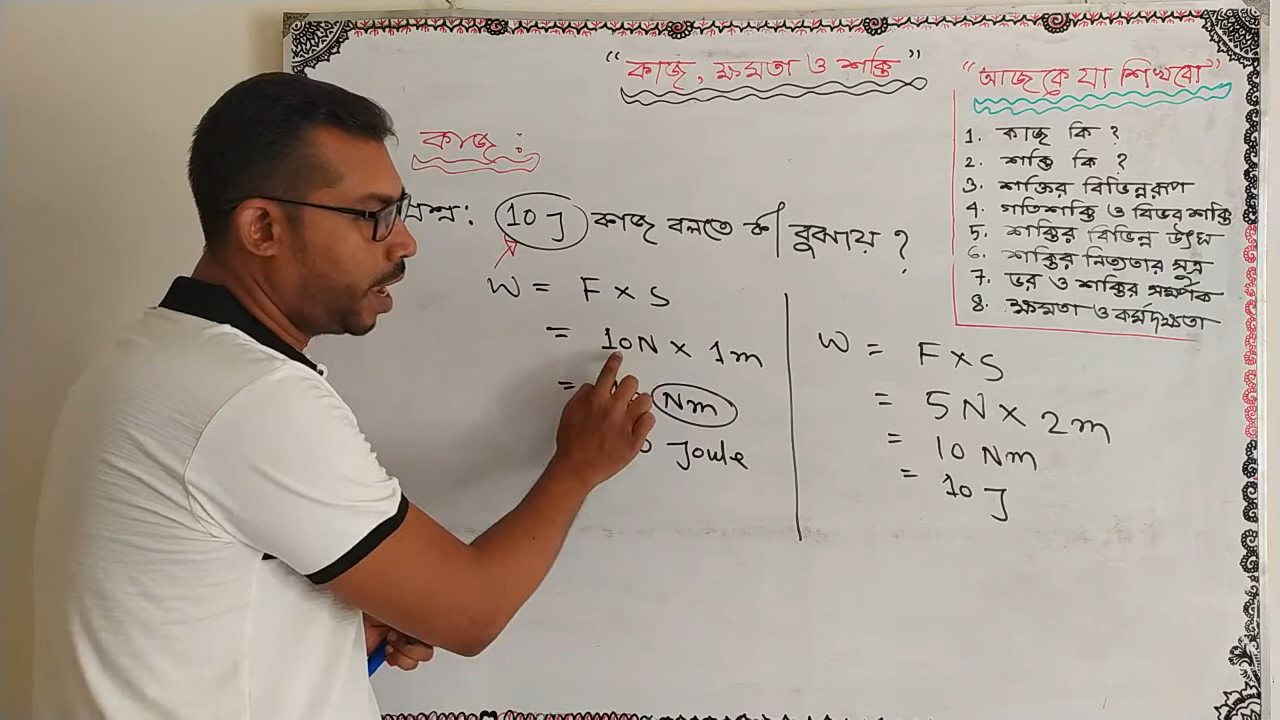 “কাজ, ক্ষমতা ও শক্তি”
“আজকে যা শিখবো”
1. কাজ কি ?
2. শক্তি কি ?
3. শক্তির বিভিন্নরূপ
4. গতিশক্তি ও বিভব শক্তি
5. শক্তির বিভিন্ন উৎস
6. শক্তির নিত্যতার সূত্র
7. ভর ও শক্তির সম্পর্ক
8. ক্ষমতা ও কর্মদক্ষতা
কাজ :
প্রশ্ন: 10 J কাজ বলতে কী বুঝায় ?
W = F × S
= 10N × 1m
= Nm
Joule
W = F × S
= 5N × 2m
= 10 Nm
= 10 J